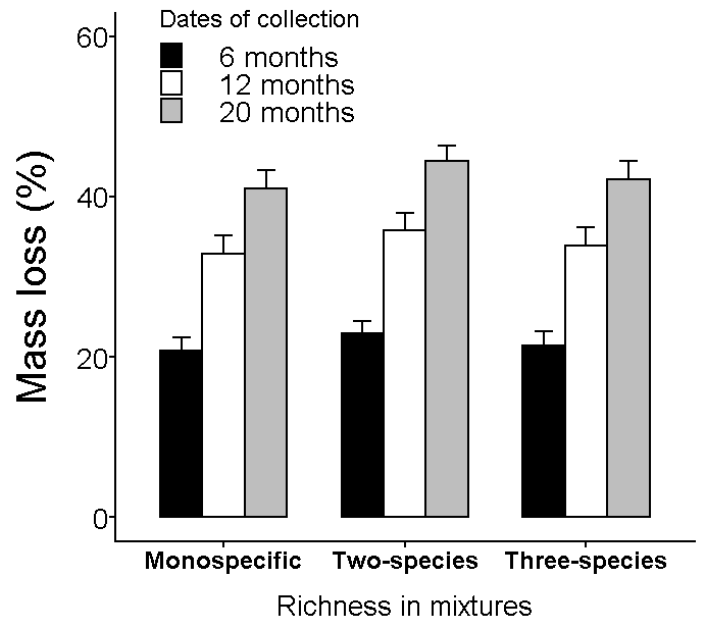 Dates of collection
6 months
12 months
20 months
60
40
20
0
Mass loss (%)
Monospecific Two-species Three-species
Richness in mixtures